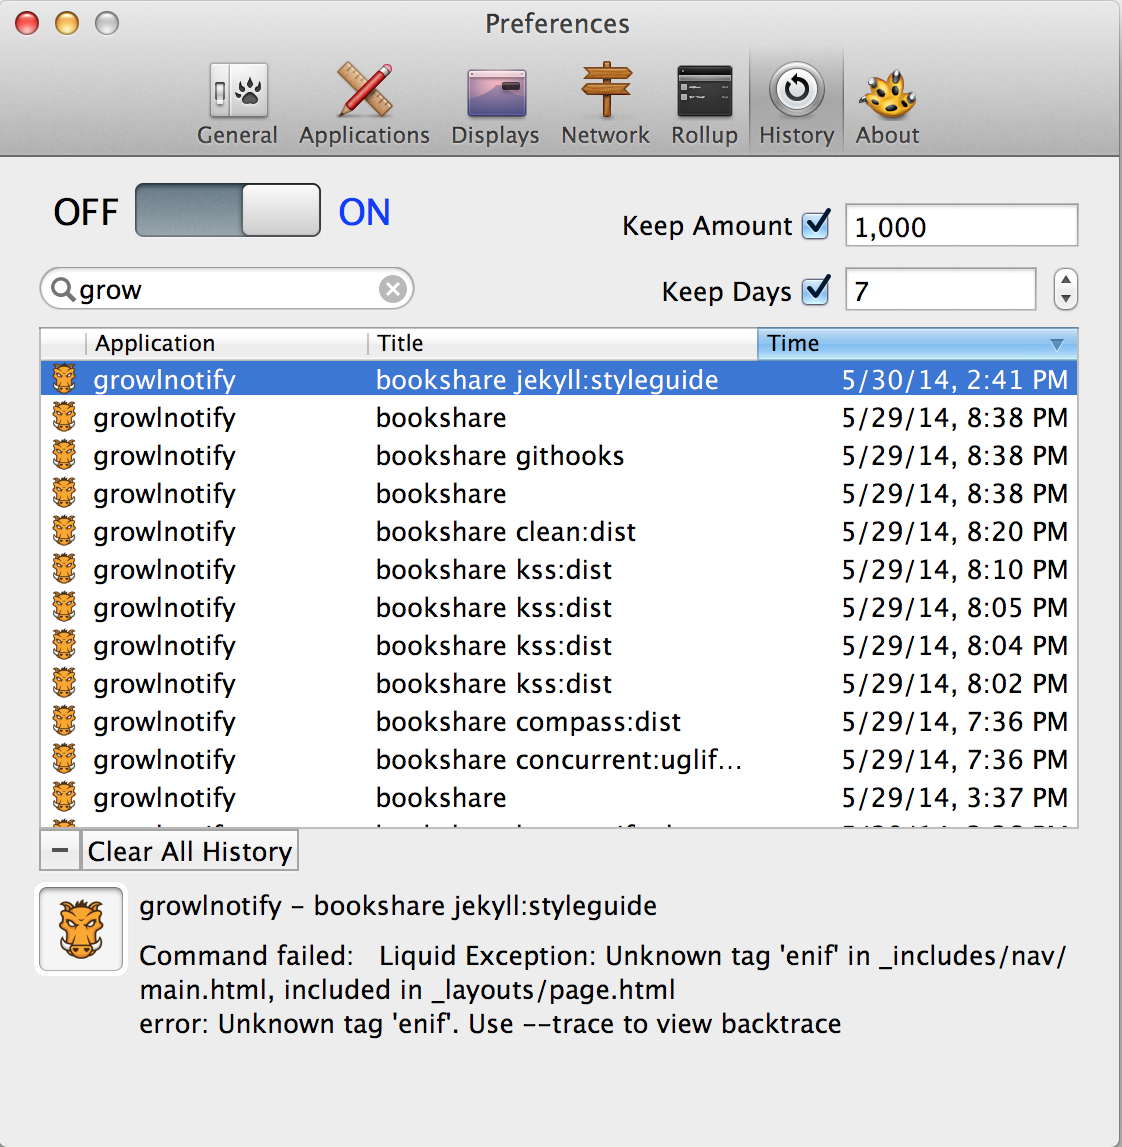 Preferences
General Applications Displays Network Rollup History About
OFF ON
Keep Amount 1,000
grow
Keep Days 7
Application Title Time
growlnotify bookshare jekyll:styleguide 5/30/14, 2:41 PM
growlnotify bookshare 5/29/14, 8:38 PM
growlnotify bookshare githooks 5/29/14, 8:38 PM
growlnotify bookshare 5/29/14, 8:38 PM
growlnotify bookshare clean:dist 5/29/14, 8:20 PM
growlnotify bookshare kss:dist 5/29/14, 8:10 PM
growlnotify bookshare kss:dist 5/29/14, 8:05 PM
growlnotify bookshare kss:dist 5/29/14, 8:04 PM
growlnotify bookshare kss:dist 5/29/14, 8:02 PM
growlnotify bookshare compass:dist 5/29/14, 7:36 PM
growlnotify bookshare concurrent:uglif... 5/29/14, 7:36 PM
growlnotify bookshare 5/29/14, 3:37 PM
Clear All History
growlnotify – bookshare jekyll:styleguide
Command failed:   Liquid Exception: Unknown tag 'enif' in _includes/nav/
main.html, included in _layouts/page.html
error: Unknown tag 'enif'. Use --trace to view backtrace